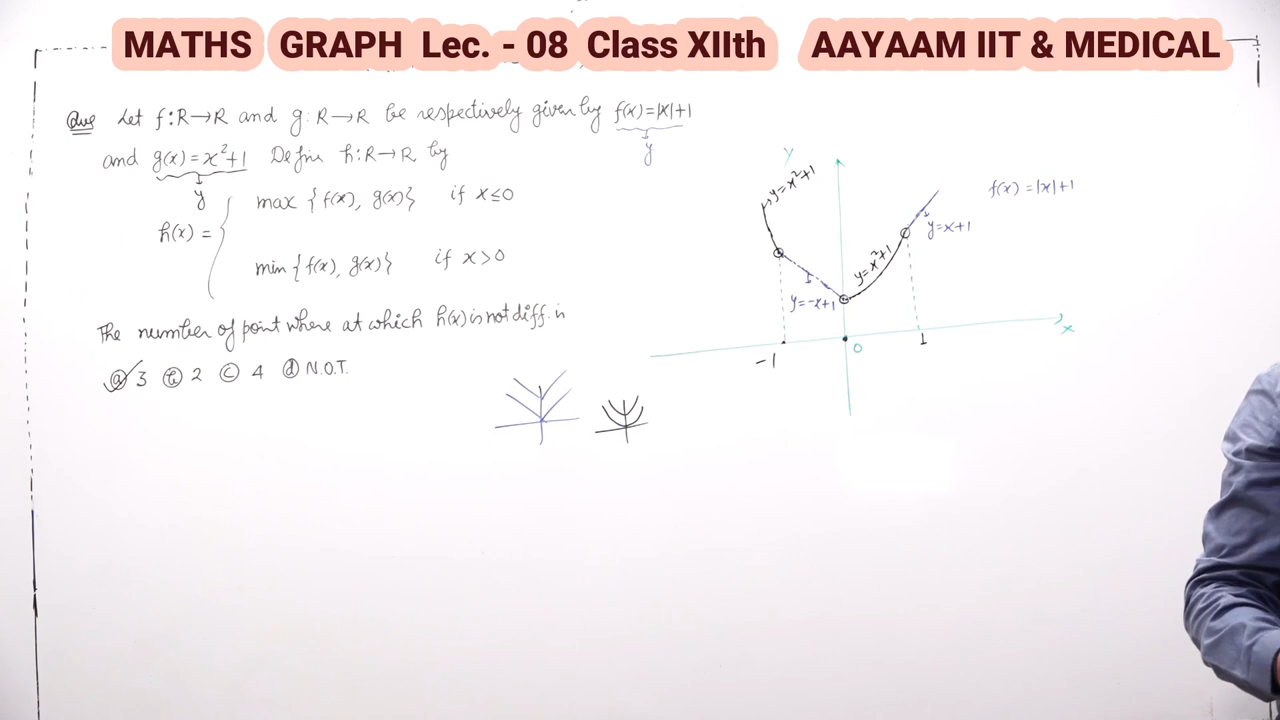 MATHS GRAPH Lec. - 08 Class XIIth AAYAAM IIT & MEDICAL
Que Let f:R→R and g:R→R be respectively given by f(x)=|x|+1
y
and g(x)=x²+1 Define h:R→R by
y
h(x) = { max {f(x), g(x)} if x≤0
min {f(x), g(x)} if x>0
The number of point where at which h(x) is not diff. is
ⓐ 3 ⓑ 2 ⓒ 4 ⓓ N.O.T.
Y
y=x²+1
f(x)=|x|+1
y=x+1
y=x²+1
y=-x+1
-1 0 1 x